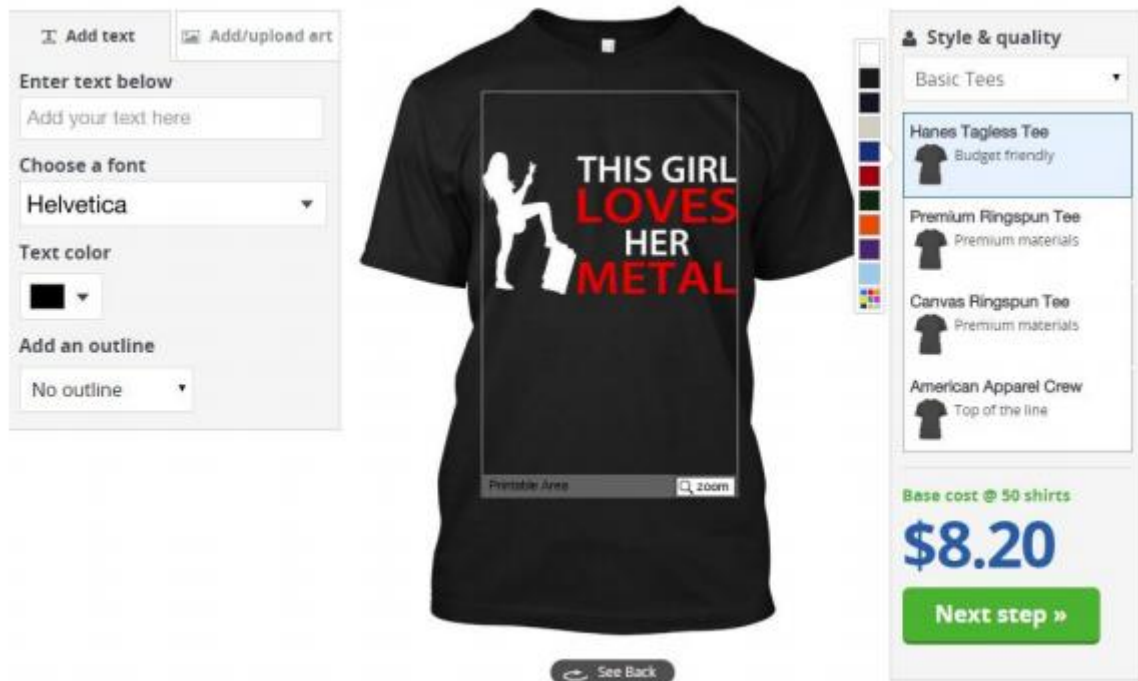 Add text
Add/upload art
Enter text below
Add your text here
Choose a font
Helvetica
Text color
Add an outline
No outline
THIS GIRL
LOVES
HER
METAL
Printable Area
zoom
See Back
Style & quality
Basic Tees
Hanes Tagless Tee
Budget friendly
Premium Ringspun Tee
Premium materials
Canvas Ringspun Tee
Premium materials
American Apparel Crew
Top of the line
Base cost @ 50 shirts
$8.20
Next step »